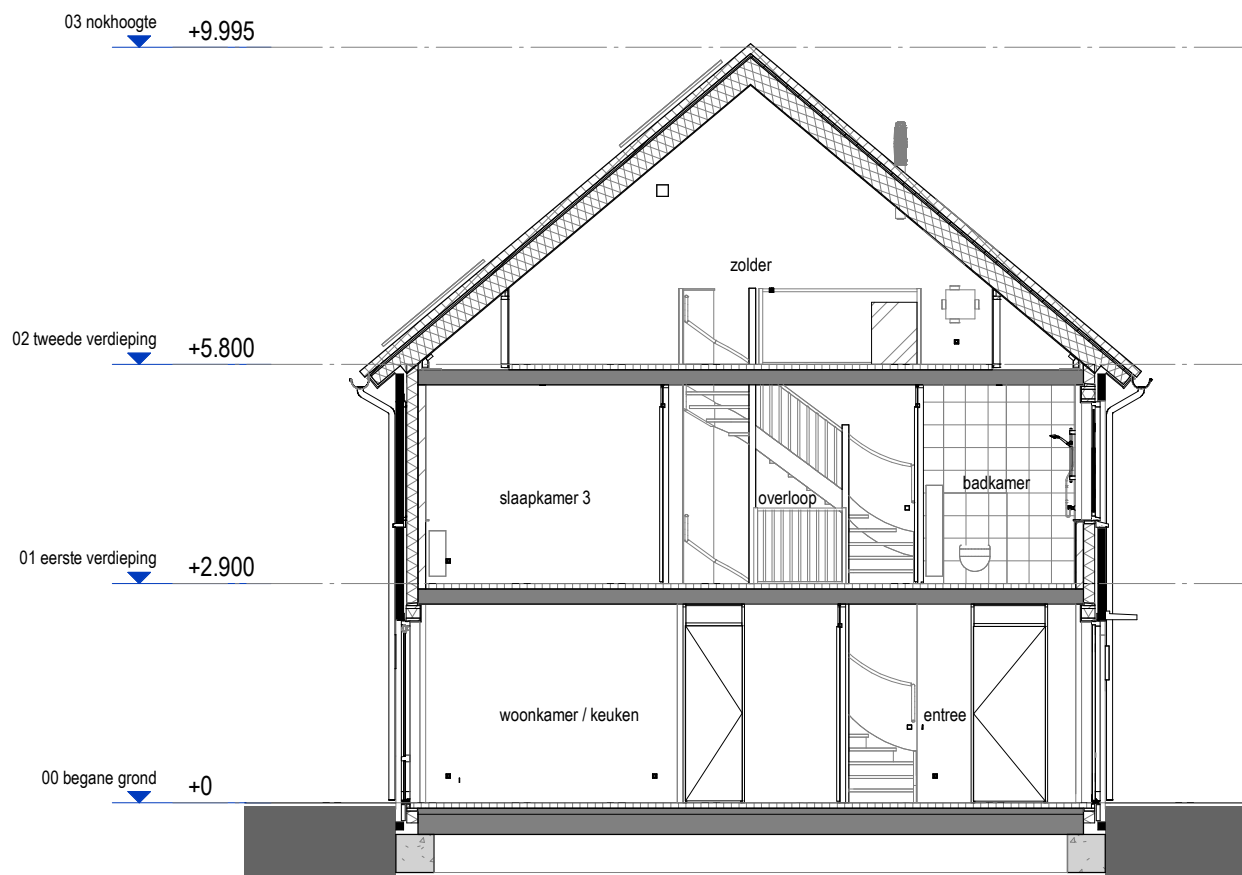 03 nokhoogte +9.995
zolder
02 tweede verdieping +5.800
slaapkamer 3
overloop
badkamer
01 eerste verdieping +2.900
woonkamer / keuken
entree
00 begane grond +0